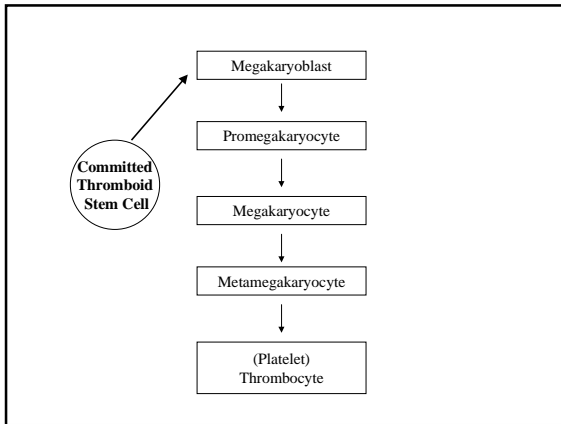 Megakaryoblast
Promegakaryocyte
Committed
Thromboid
Stem Cell
Megakaryocyte
Metamegakaryocyte
(Platelet)
Thrombocyte